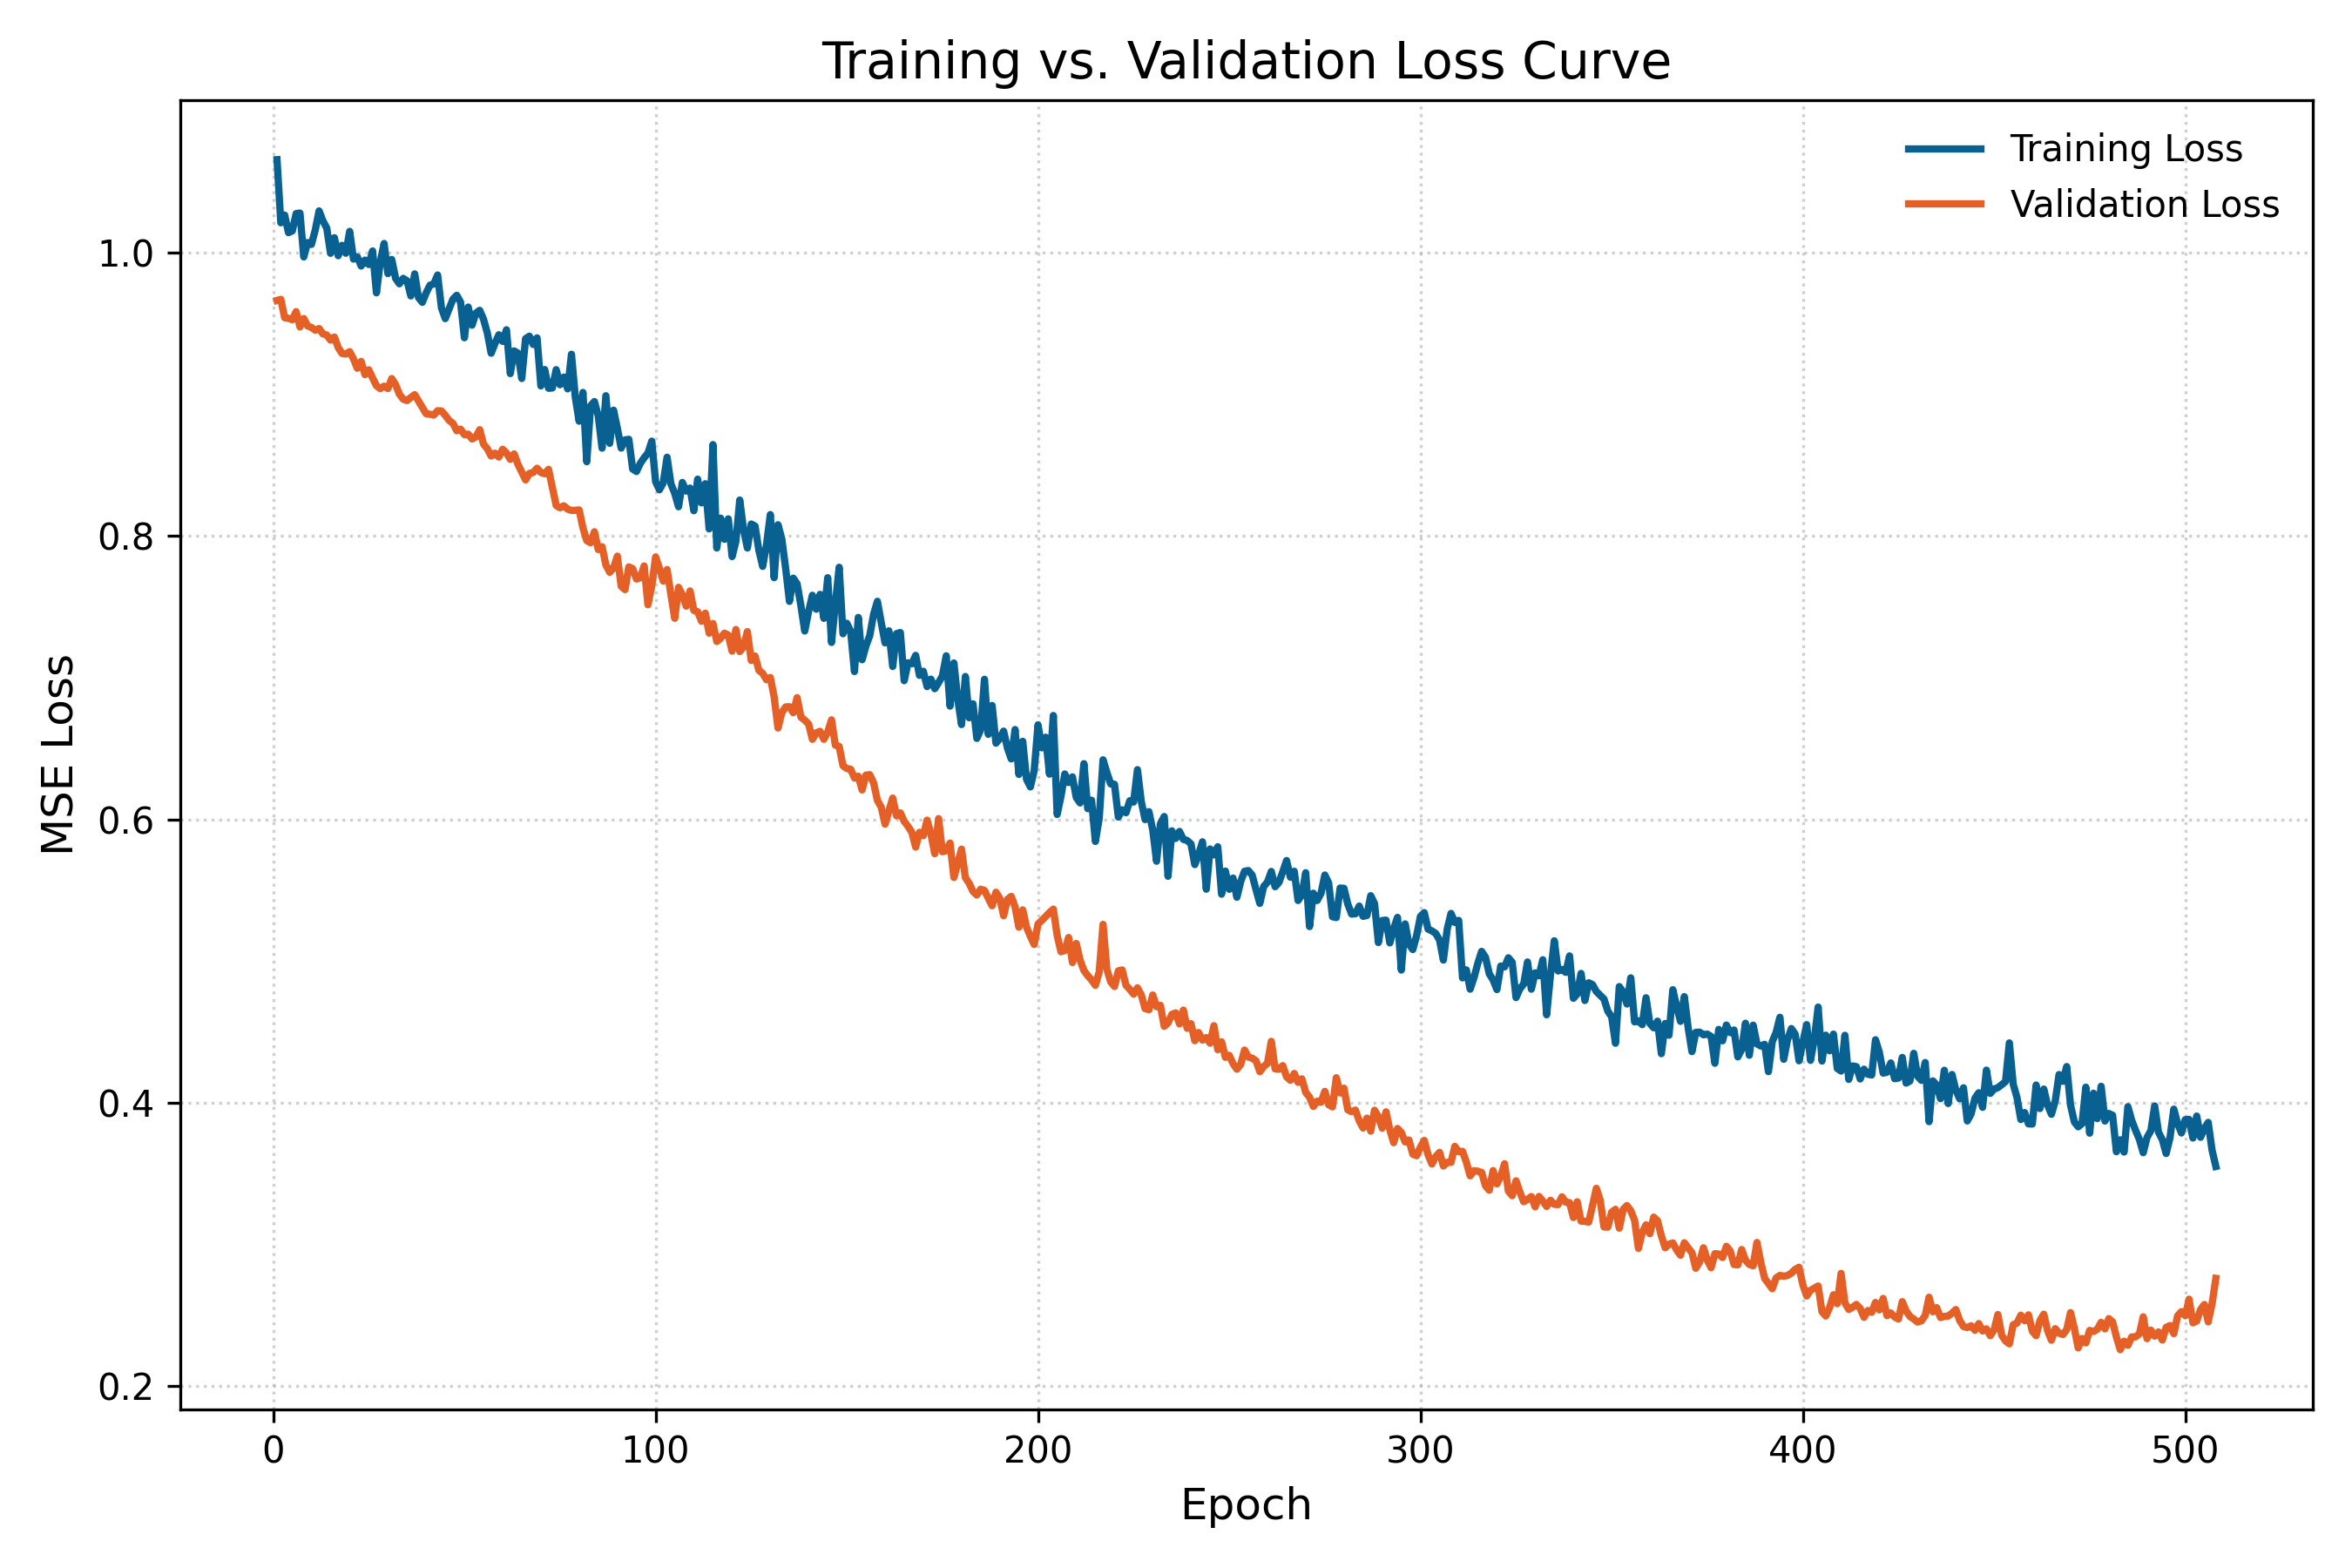 Training vs. Validation Loss Curve
Training Loss
Validation Loss
1.0
0.8
0.6
0.4
0.2
MSE Loss
0 100 200 300 400 500
Epoch